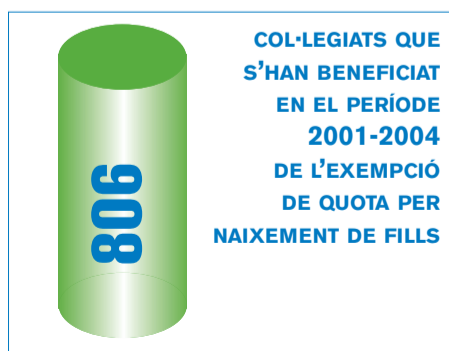 COL·LEGIATS QUE
S'HAN BENEFICIAT
EN EL PERÍODE
2001-2004
DE L'EXEMPCIÓ
DE QUOTA PER
NAIXEMENT DE FILLS
806